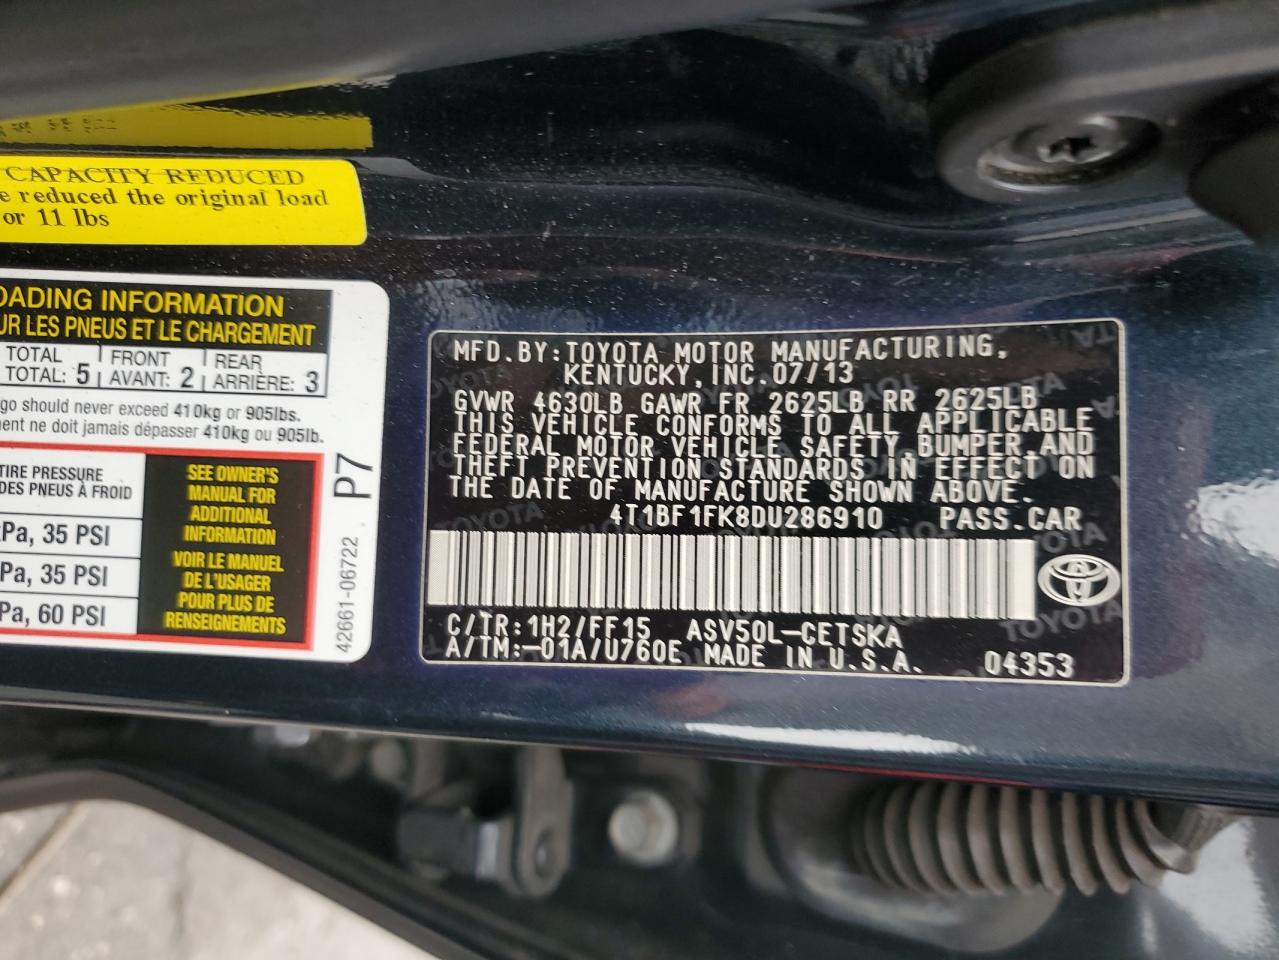 CAPACITY REDUCED
e reduced the original load
or 11 lbs
OADING INFORMATION
UR LES PNEUS ET LE CHARGEMENT
TOTAL FRONT REAR
TOTAL: 5 AVANT: 2 ARRIÈRE: 3
go should never exceed 410kg or 905lbs.
ment ne doit jamais dépasser 410kg ou 905lb.
TIRE PRESSURE
DES PNEUS À FROID
kPa, 35 PSI
Pa, 35 PSI
Pa, 60 PSI
SEE OWNER'S
MANUAL FOR
ADDITIONAL
INFORMATION
VOIR LE MANUEL
DE L'USAGER
POUR PLUS DE
RENSEIGNEMENTS
42661-06722 P7
MFD.BY:TOYOTA MOTOR MANUFACTURING,
KENTUCKY,INC.07/13
GVWR 4630LB GAWR FR 2625LB RR 2625LB
THIS VEHICLE CONFORMS TO ALL APPLICABLE
FEDERAL MOTOR VEHICLE SAFETY,BUMPER,AND
THEFT PREVENTION STANDARDS IN EFFECT ON
THE DATE OF MANUFACTURE SHOWN ABOVE.
4T1BF1FK8DU286910 PASS.CAR
C/TR:1H2/FF15 ASV50L-CETSKA
A/TM:-01A/U760E MADE IN U.S.A. 04353
TOYOTA